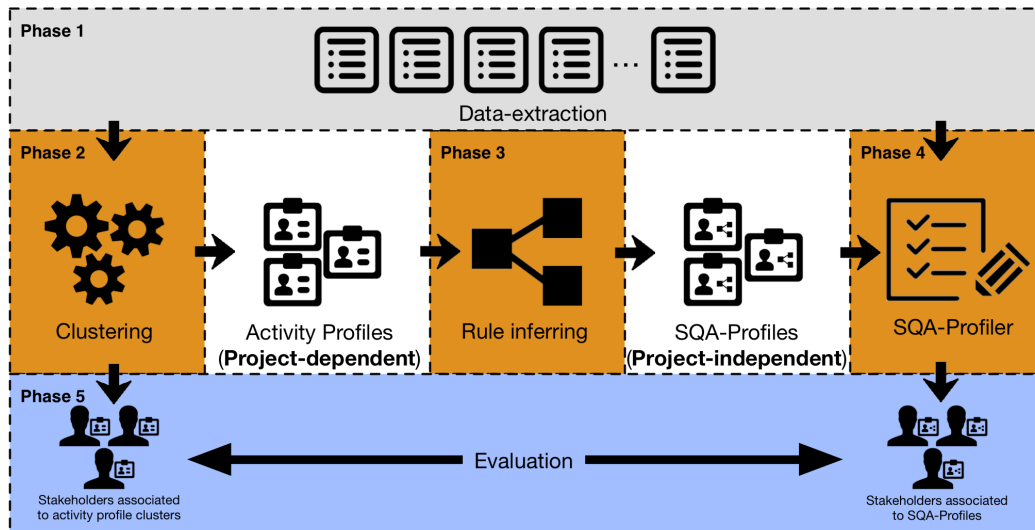 Phase 1
...
Data-extraction
Phase 2
Phase 3
Phase 4
Clustering
Activity Profiles
(Project-dependent)
Rule inferring
SQA-Profiles
(Project-independent)
SQA-Profiler
Phase 5
Evaluation
Stakeholders associated
to activity profile clusters
Stakeholders associated
to SQA-Profiles